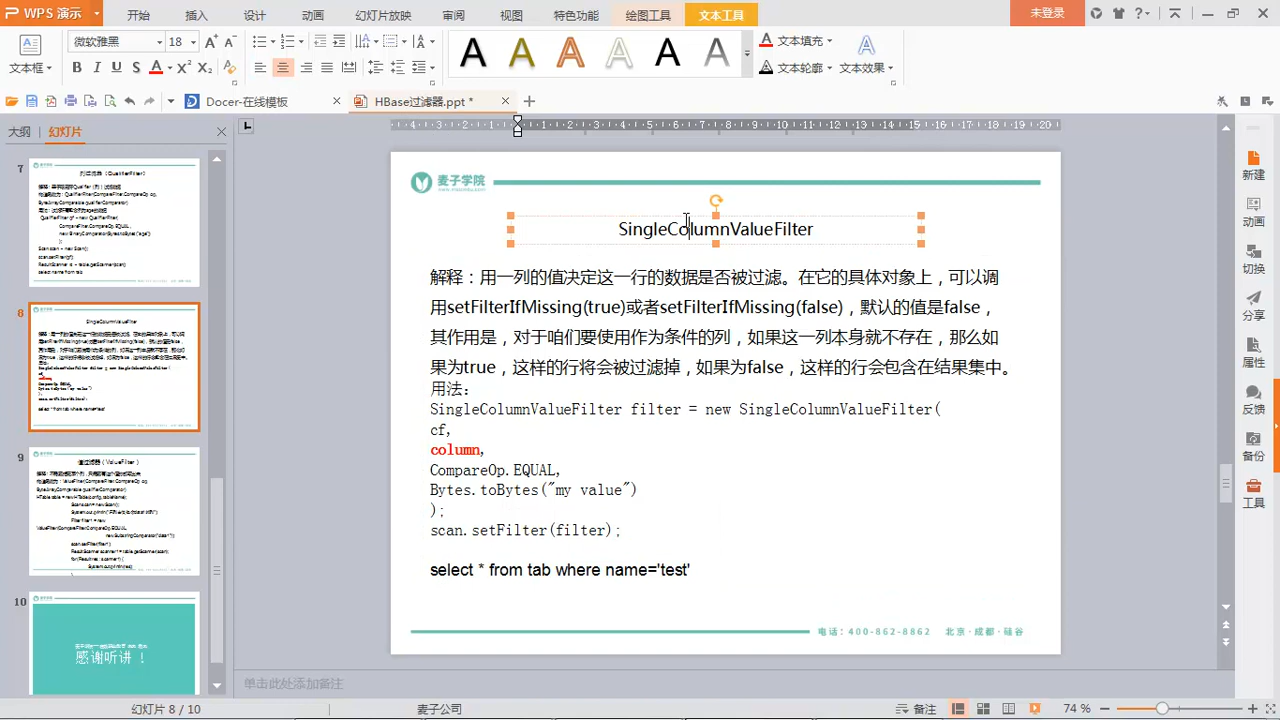 WPS 演示
开始 插入 设计 动画 幻灯片放映 审阅 视图 特色功能 绘图工具 文本工具
未登录
文本框
微软雅黑 18
B I U S A X² X₂
A A A A A A
文本填充
文本轮廓
文本效果
Docer-在线模板
HBase过滤器.ppt *
大纲 幻灯片
7
8
9
10
感谢听讲 ！
麦子学院
SingleColumnValueFilter
解释：用一列的值决定这一行的数据是否被过滤。在它的具体对象上，可以调
用setFilterIfMissing(true)或者setFilterIfMissing(false)，默认的值是false，
其作用是，对于咱们要使用作为条件的列，如果这一列本身就不存在，那么如
果为true，这样的行将会被过滤掉，如果为false，这样的行会包含在结果集中。
用法：
SingleColumnValueFilter filter = new SingleColumnValueFilter(
cf,
column,
CompareOp.EQUAL,
Bytes.toBytes("my value")
);
scan.setFilter(filter);
select * from tab where name='test'
电话：400-862-8862 北京·成都·硅谷
新建
动画
切换
分享
属性
反馈
备份
工具
单击此处添加备注
幻灯片 8 / 10
麦子公司
备注
74 %